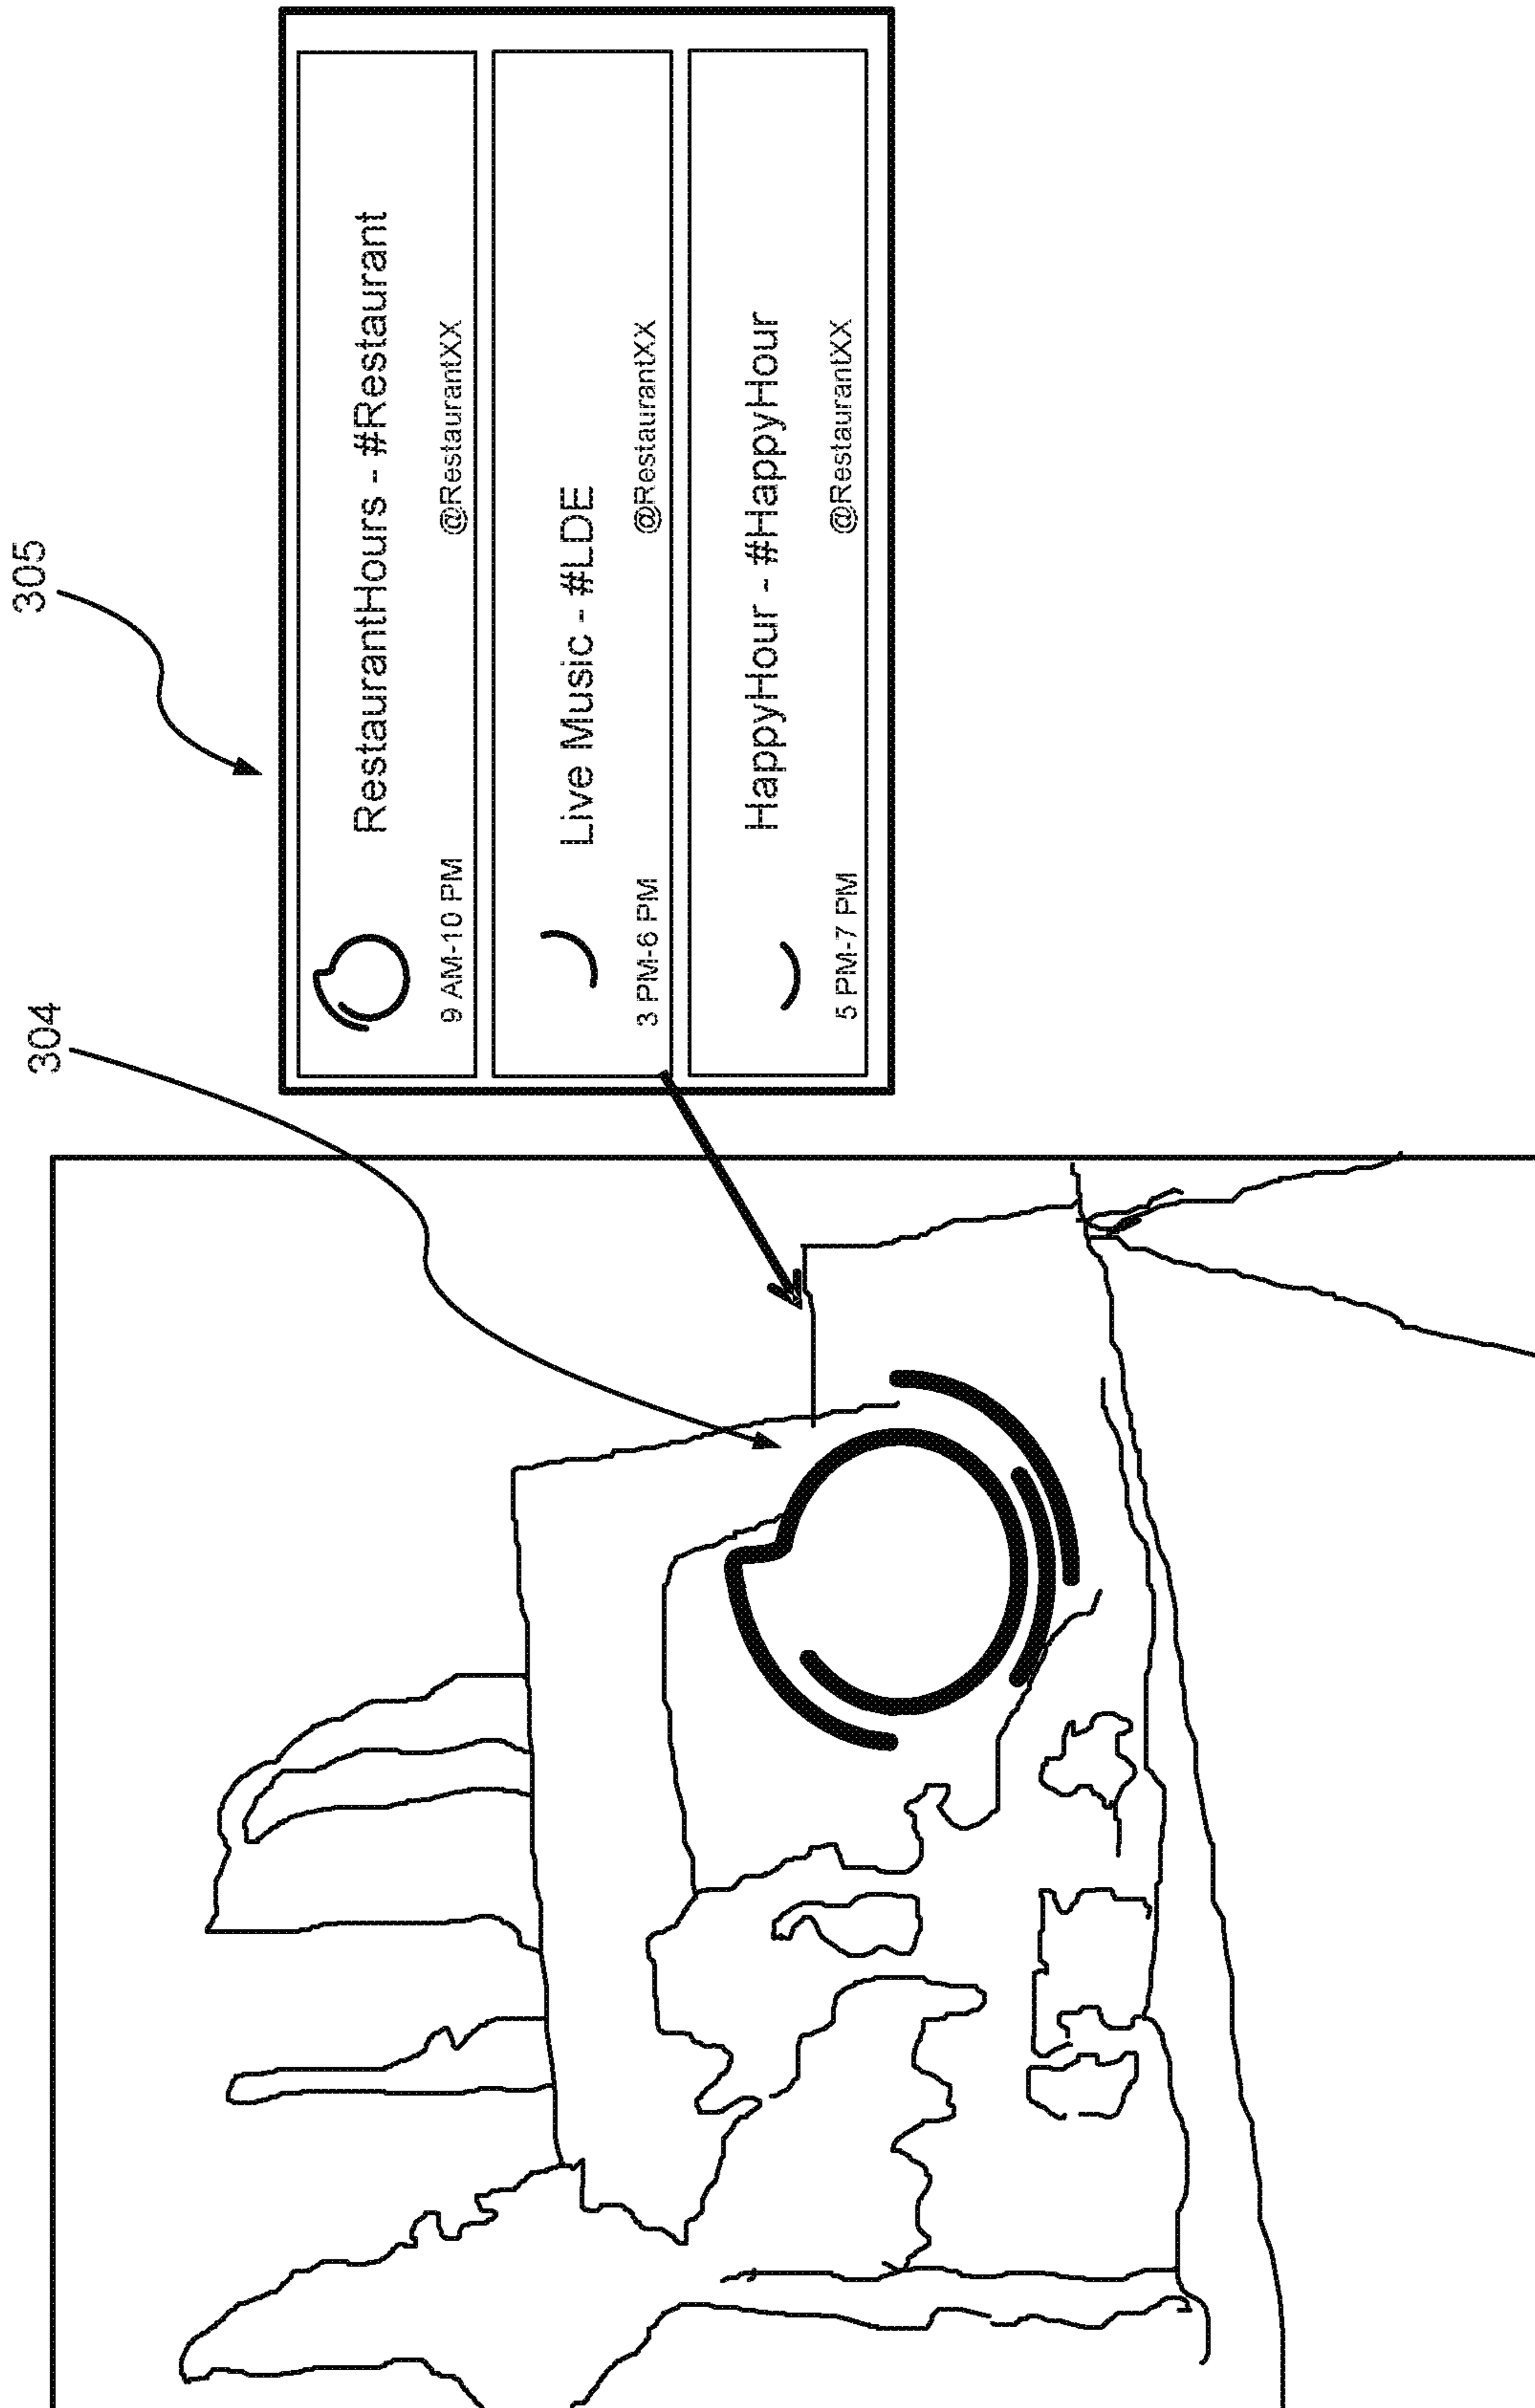 304
305
RestaurantHours - #Restaurant
9 AM-10 PM
@RestaurantXX
Live Music - #LDE
3 PM-6 PM
@RestaurantXX
HappyHour - #HappyHour
5 PM-7 PM
@RestaurantXX